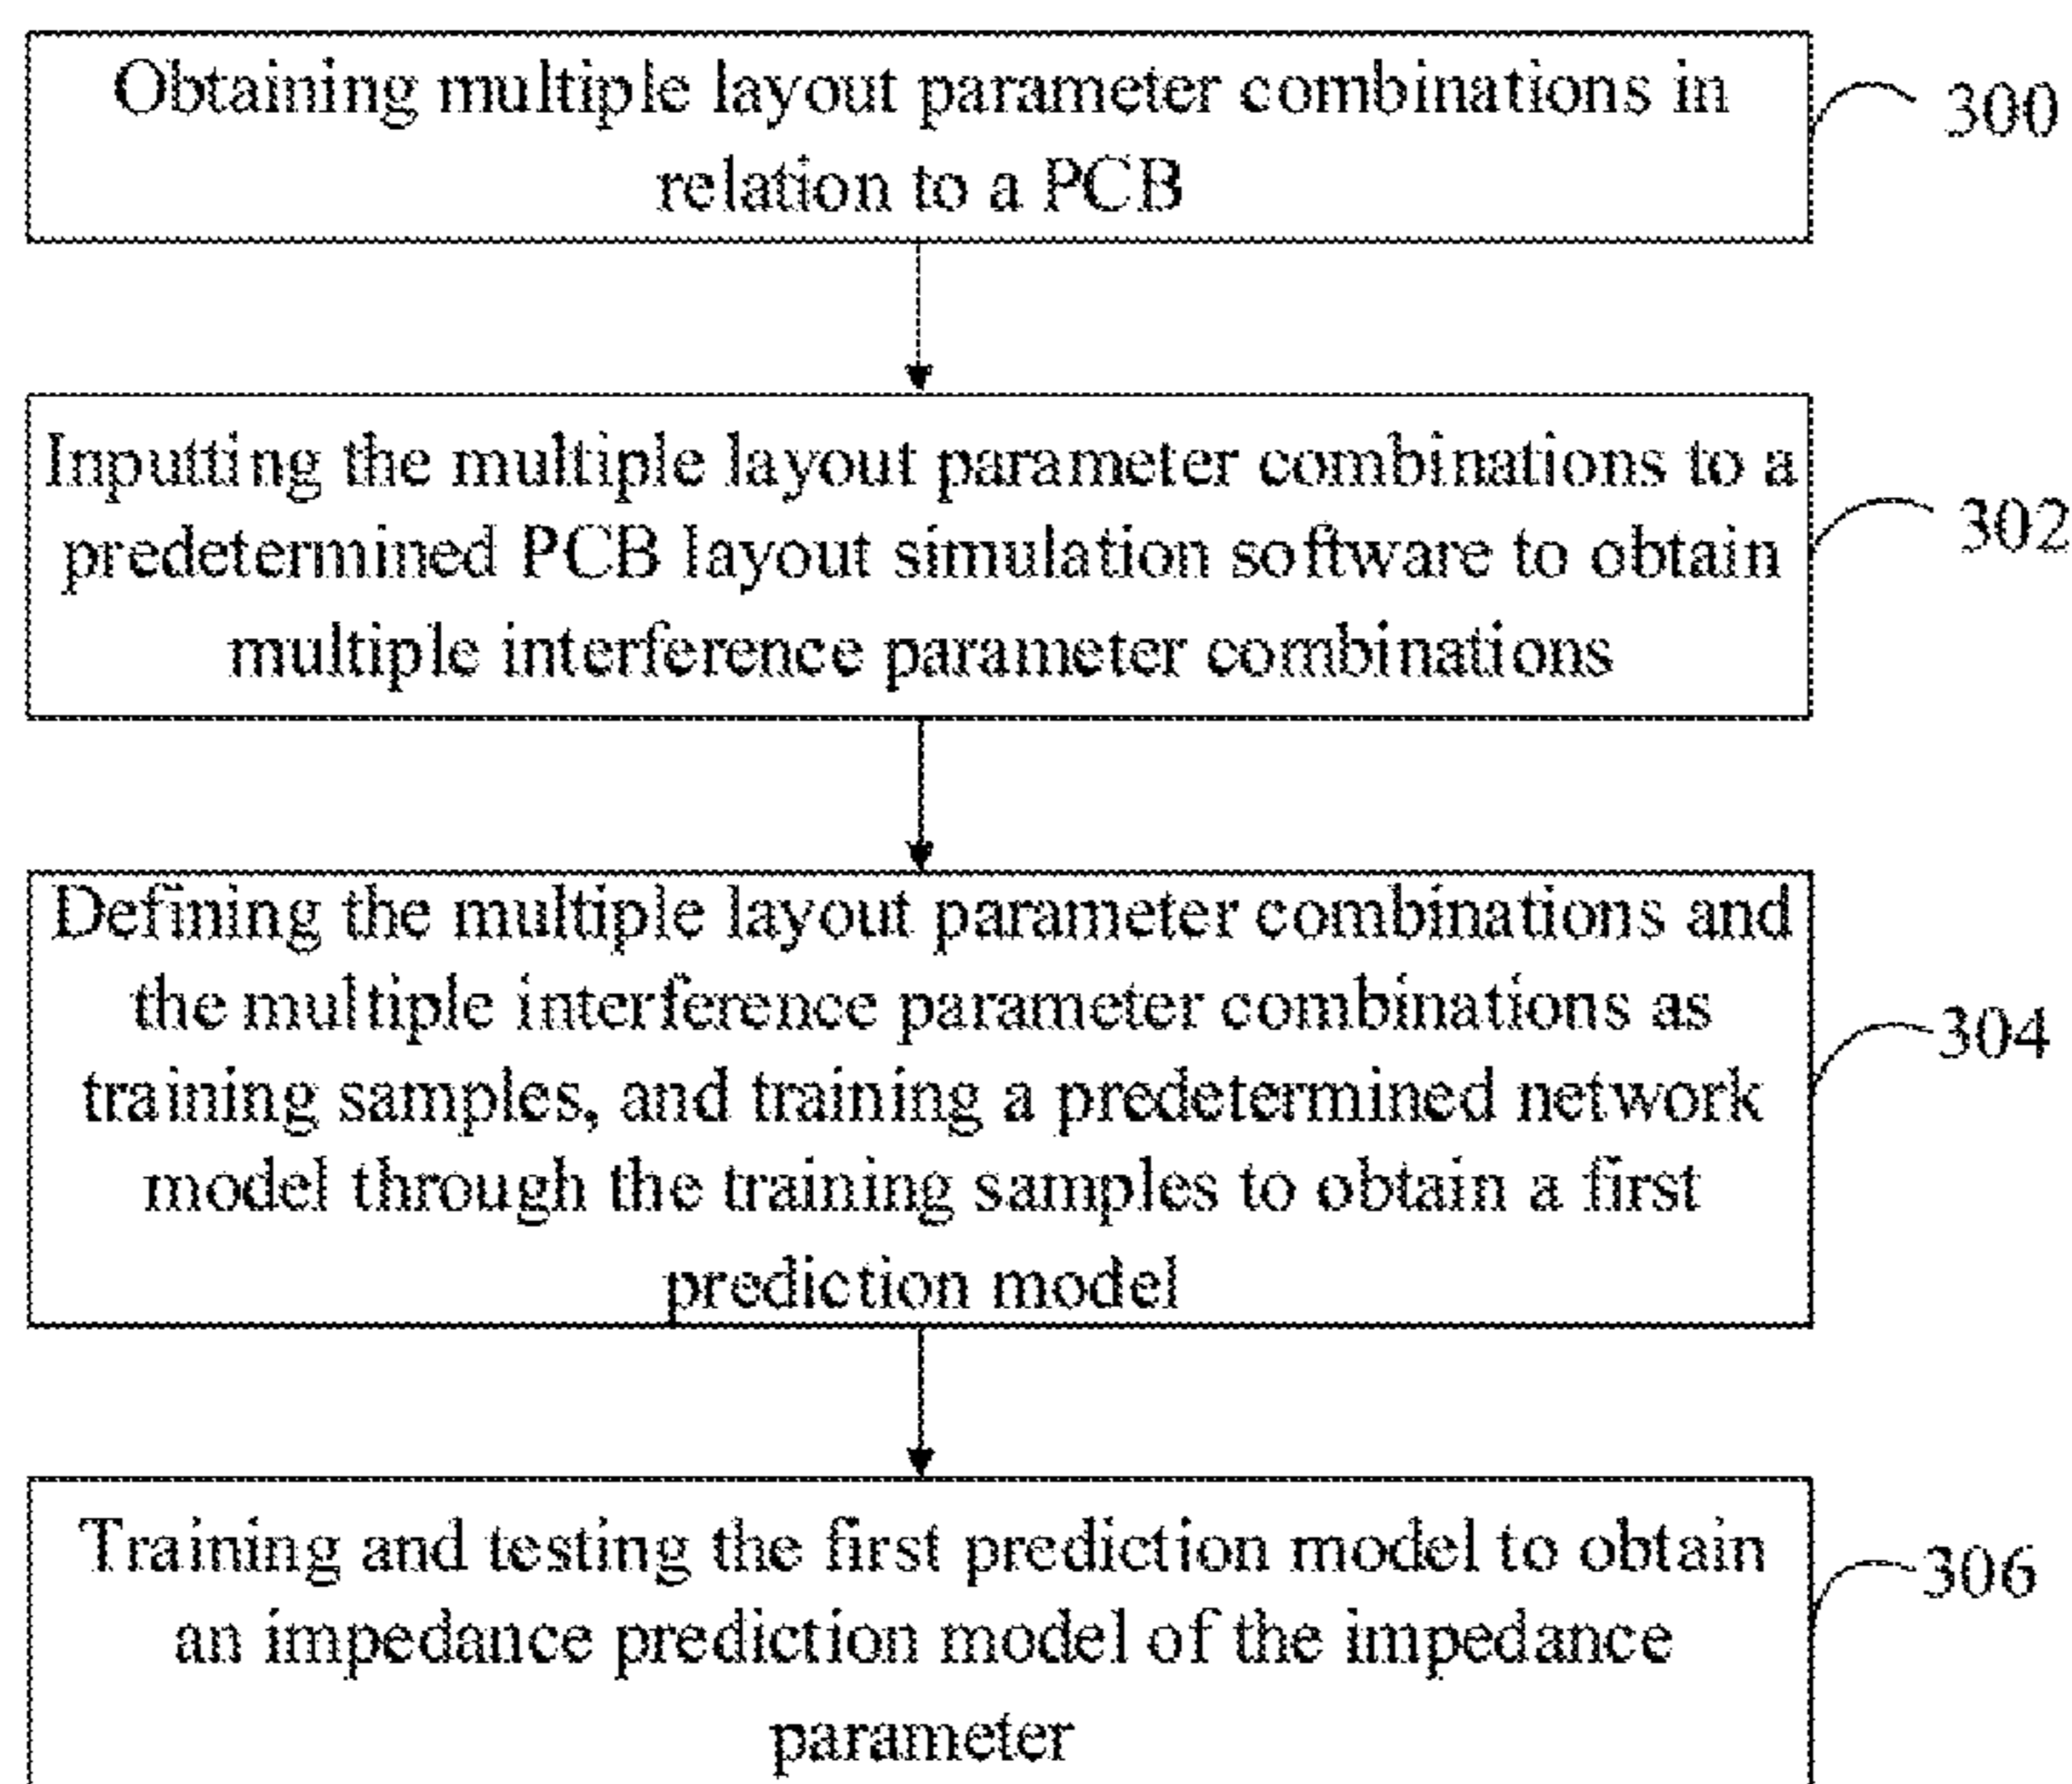 Obtaining multiple layout parameter combinations in
relation to a PCB
300
Inputting the multiple layout parameter combinations to a
predetermined PCB layout simulation software to obtain
multiple interference parameter combinations
302
Defining the multiple layout parameter combinations and
the multiple interference parameter combinations as
training samples, and training a predetermined network
model through the training samples to obtain a first
prediction model
304
Training and testing the first prediction model to obtain
an impedance prediction model of the impedance
parameter
306